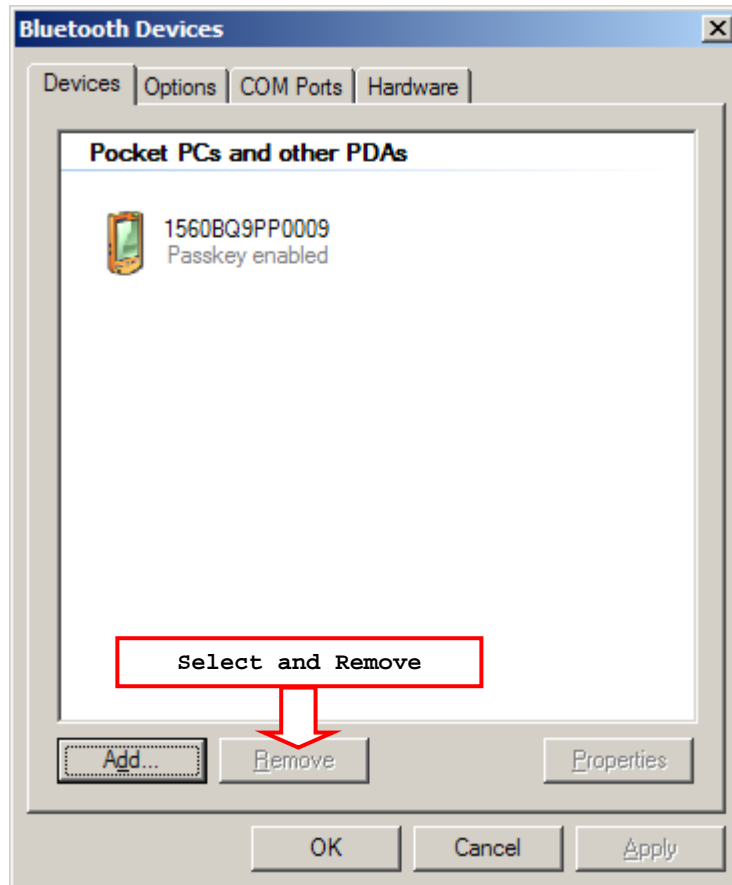 Bluetooth Devices
Devices Options COM Ports Hardware
Pocket PCs and other PDAs
1560BQ9PP0009
Passkey enabled
Select and Remove
Add... Remove Properties
OK Cancel Apply